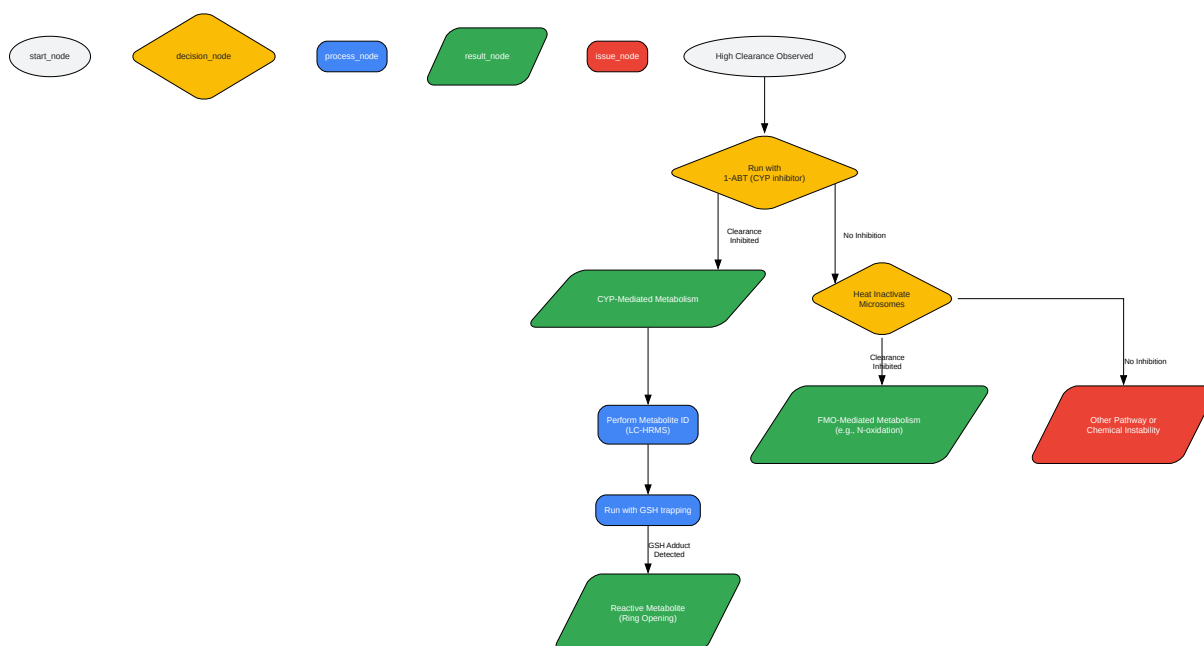 start_node
decision_node
process_node
result_node
issue_node
High Clearance Observed
Run with
1-ABT (CYP inhibitor)
Clearance
Inhibited
No Inhibition
CYP-Mediated Metabolism
Heat Inactivate
Microsomes
Clearance
Inhibited
No Inhibition
Perform Metabolite ID
(LC-HRMS)
FMO-Mediated Metabolism
(e.g., N-oxidation)
Other Pathway or
Chemical Instability
Run with GSH trapping
GSH Adduct
Detected
Reactive Metabolite
(Ring Opening)